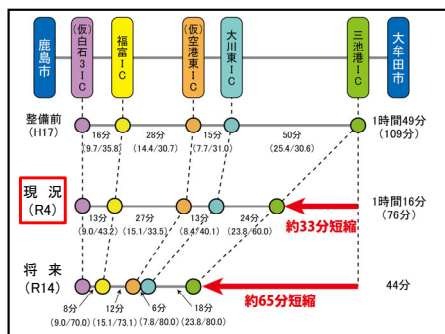 鹿島市
(仮)白石3IC
福富IC
(仮)空港東IC
大川東IC
三池港IC
大牟田市
整備前
(H17)
16分
28分
15分
50分
(9.7/35.8)
(14.4/30.7)
(7.7/31.0)
(25.4/30.6)
1時間49分
(109分)
現況
(R4)
13分
27分
13分
24分
(9.0/43.2)
(15.1/33.5)
(8.4/40.1)
(23.8/60.0)
1時間16分
(76分)
約33分短縮
将来
(R14)
8分
12分
6分
18分
(9.0/70.0)
(15.1/73.1)
(7.8/80.0)
(23.8/80.0)
44分
約65分短縮